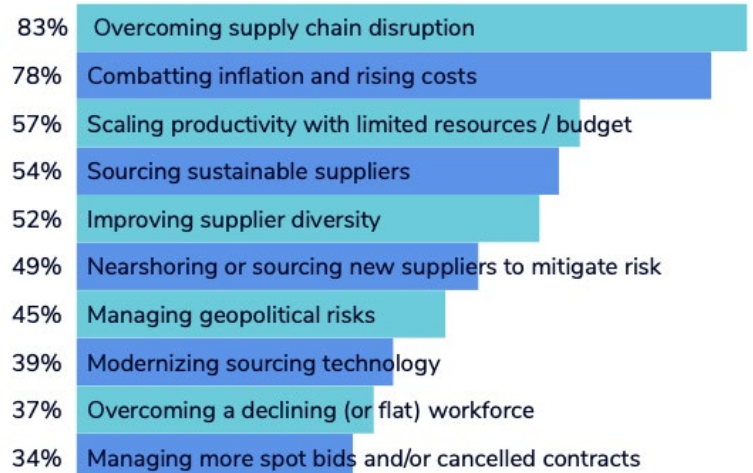 83% Overcoming supply chain disruption
78% Combatting inflation and rising costs
57% Scaling productivity with limited resources / budget
54% Sourcing sustainable suppliers
52% Improving supplier diversity
49% Nearshoring or sourcing new suppliers to mitigate risk
45% Managing geopolitical risks
39% Modernizing sourcing technology
37% Overcoming a declining (or flat) workforce
34% Managing more spot bids and/or cancelled contracts